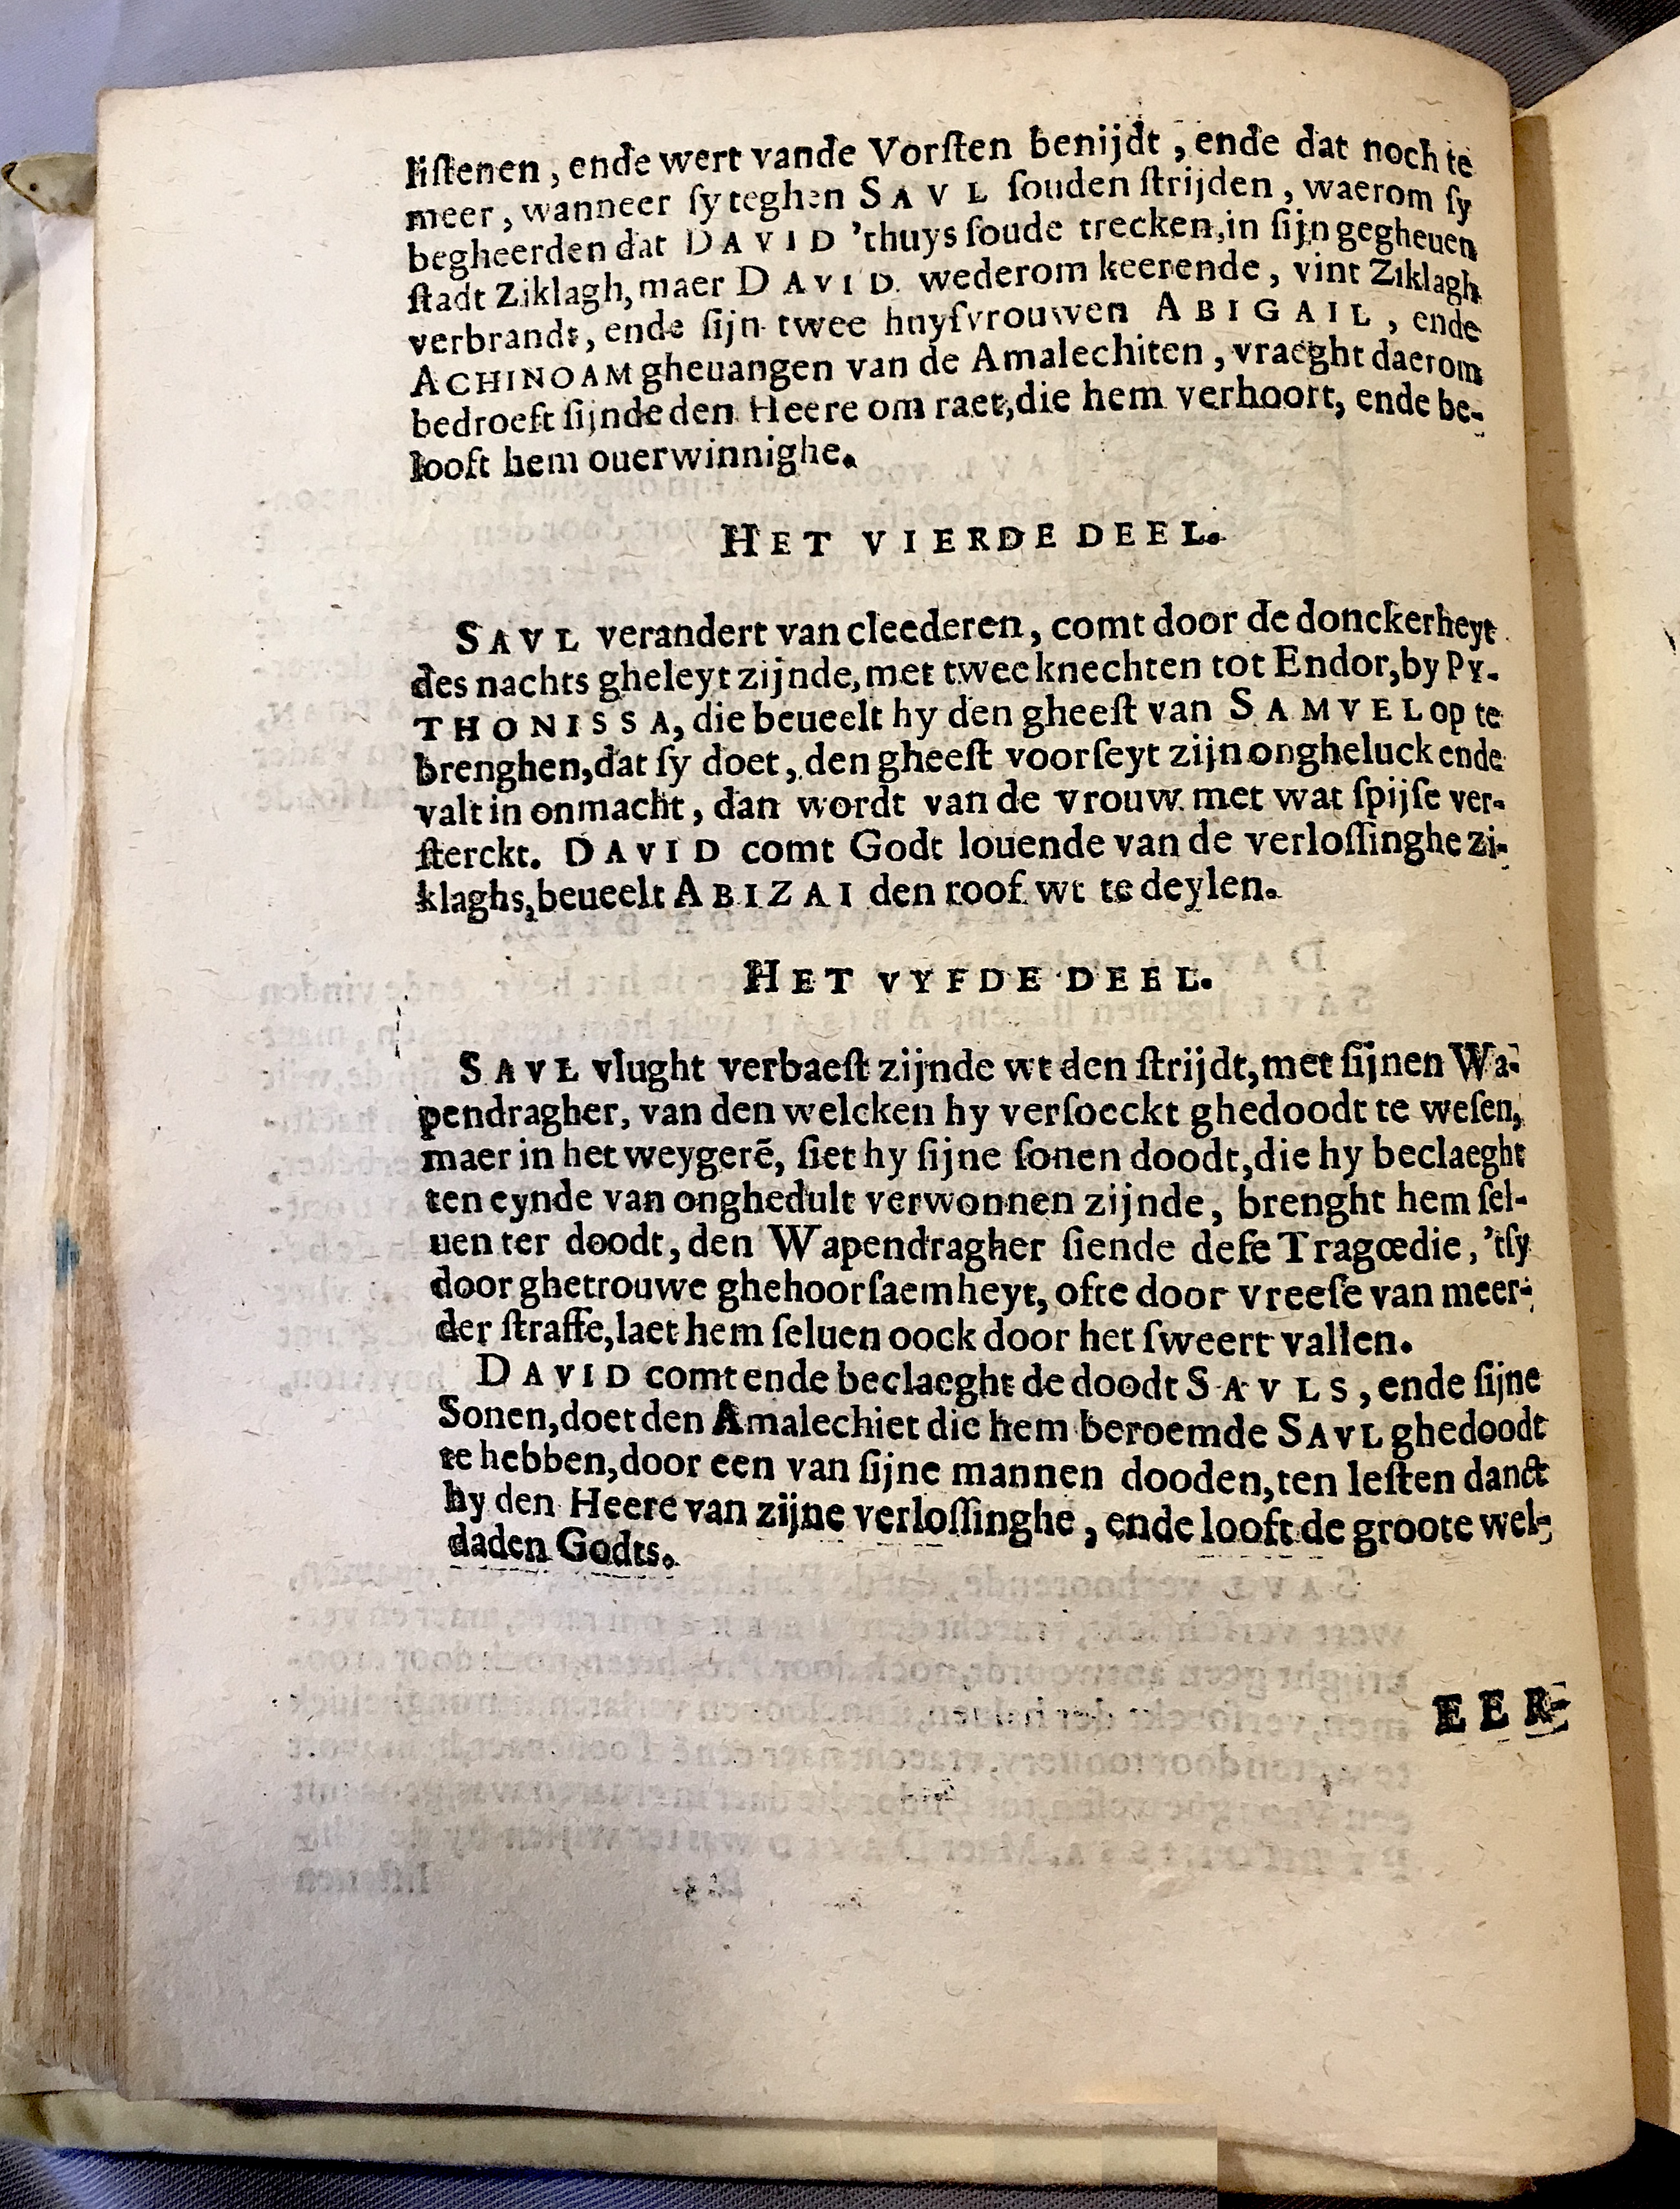 listenen, ende wert vande Vorſten benijdt, ende dat noch te
meer, wanneer ſy teghen SAVL ſouden ſtrijden, waerom ſy
begheerden dat DAVID 'thuys ſoude trecken, in ſijn gegheuen
ſtadt Ziklagh, maer DAVID wederom keerende, vint Ziklagh
verbrandt, ende ſijn twee huyſvrouwen ABIGAIL, ende
ACHINOAM gheuangen van de Amalechiten, vraeght daerom
bedroeft ſijnde den Heere om raet, die hem verhoort, ende be-
looft hem ouerwinnighe.
HET VIERDE DEEL.
SAVL verandert van cleederen, comt door de donckerheyt
des nachts gheleyt zijnde, met twee knechten tot Endor, by PY-
THONISSA, die beueelt hy den gheeſt van SAMVEL op te
brenghen, dat ſy doet, den gheeſt voorſeyt zijn ongheluck ende
valt in onmacht, dan wordt van de vrouw met wat ſpijſe ver-
ſterckt. DAVID comt Godt louende van de verloſſinghe zi-
klaghs, beueelt ABIZAI den roof wt te deylen.
HET VYFDE DEEL.
SAVL vlught verbaeſt zijnde wt den ſtrijdt, met ſijnen Wa-
pendragher, van den welcken hy verſoeckt ghedoodt te weſen,
maer in het weygerẽ, ſiet hy ſijne ſonen doodt, die hy beclaeght
ten eynde van onghedult verwonnen zijnde, brenght hem ſel-
uen ter doodt, den Wapendragher ſiende deſe Tragœdie, 'tſy
door ghetrouwe ghehoorſaemheyt, ofte door vreeſe van meer-
der ſtraffe, laet hem ſeluen oock door het ſweert vallen.
DAVID comt ende beclaeght de doodt SAVLS, ende ſijne
Sonen, doet den Amalechiet die hem beroemde SAVL ghedoodt
te hebben, door een van ſijne mannen dooden, ten leſten danct
hy den Heere van zijne verloſſinghe, ende looft de groote wel-
daden Godts.
EER-